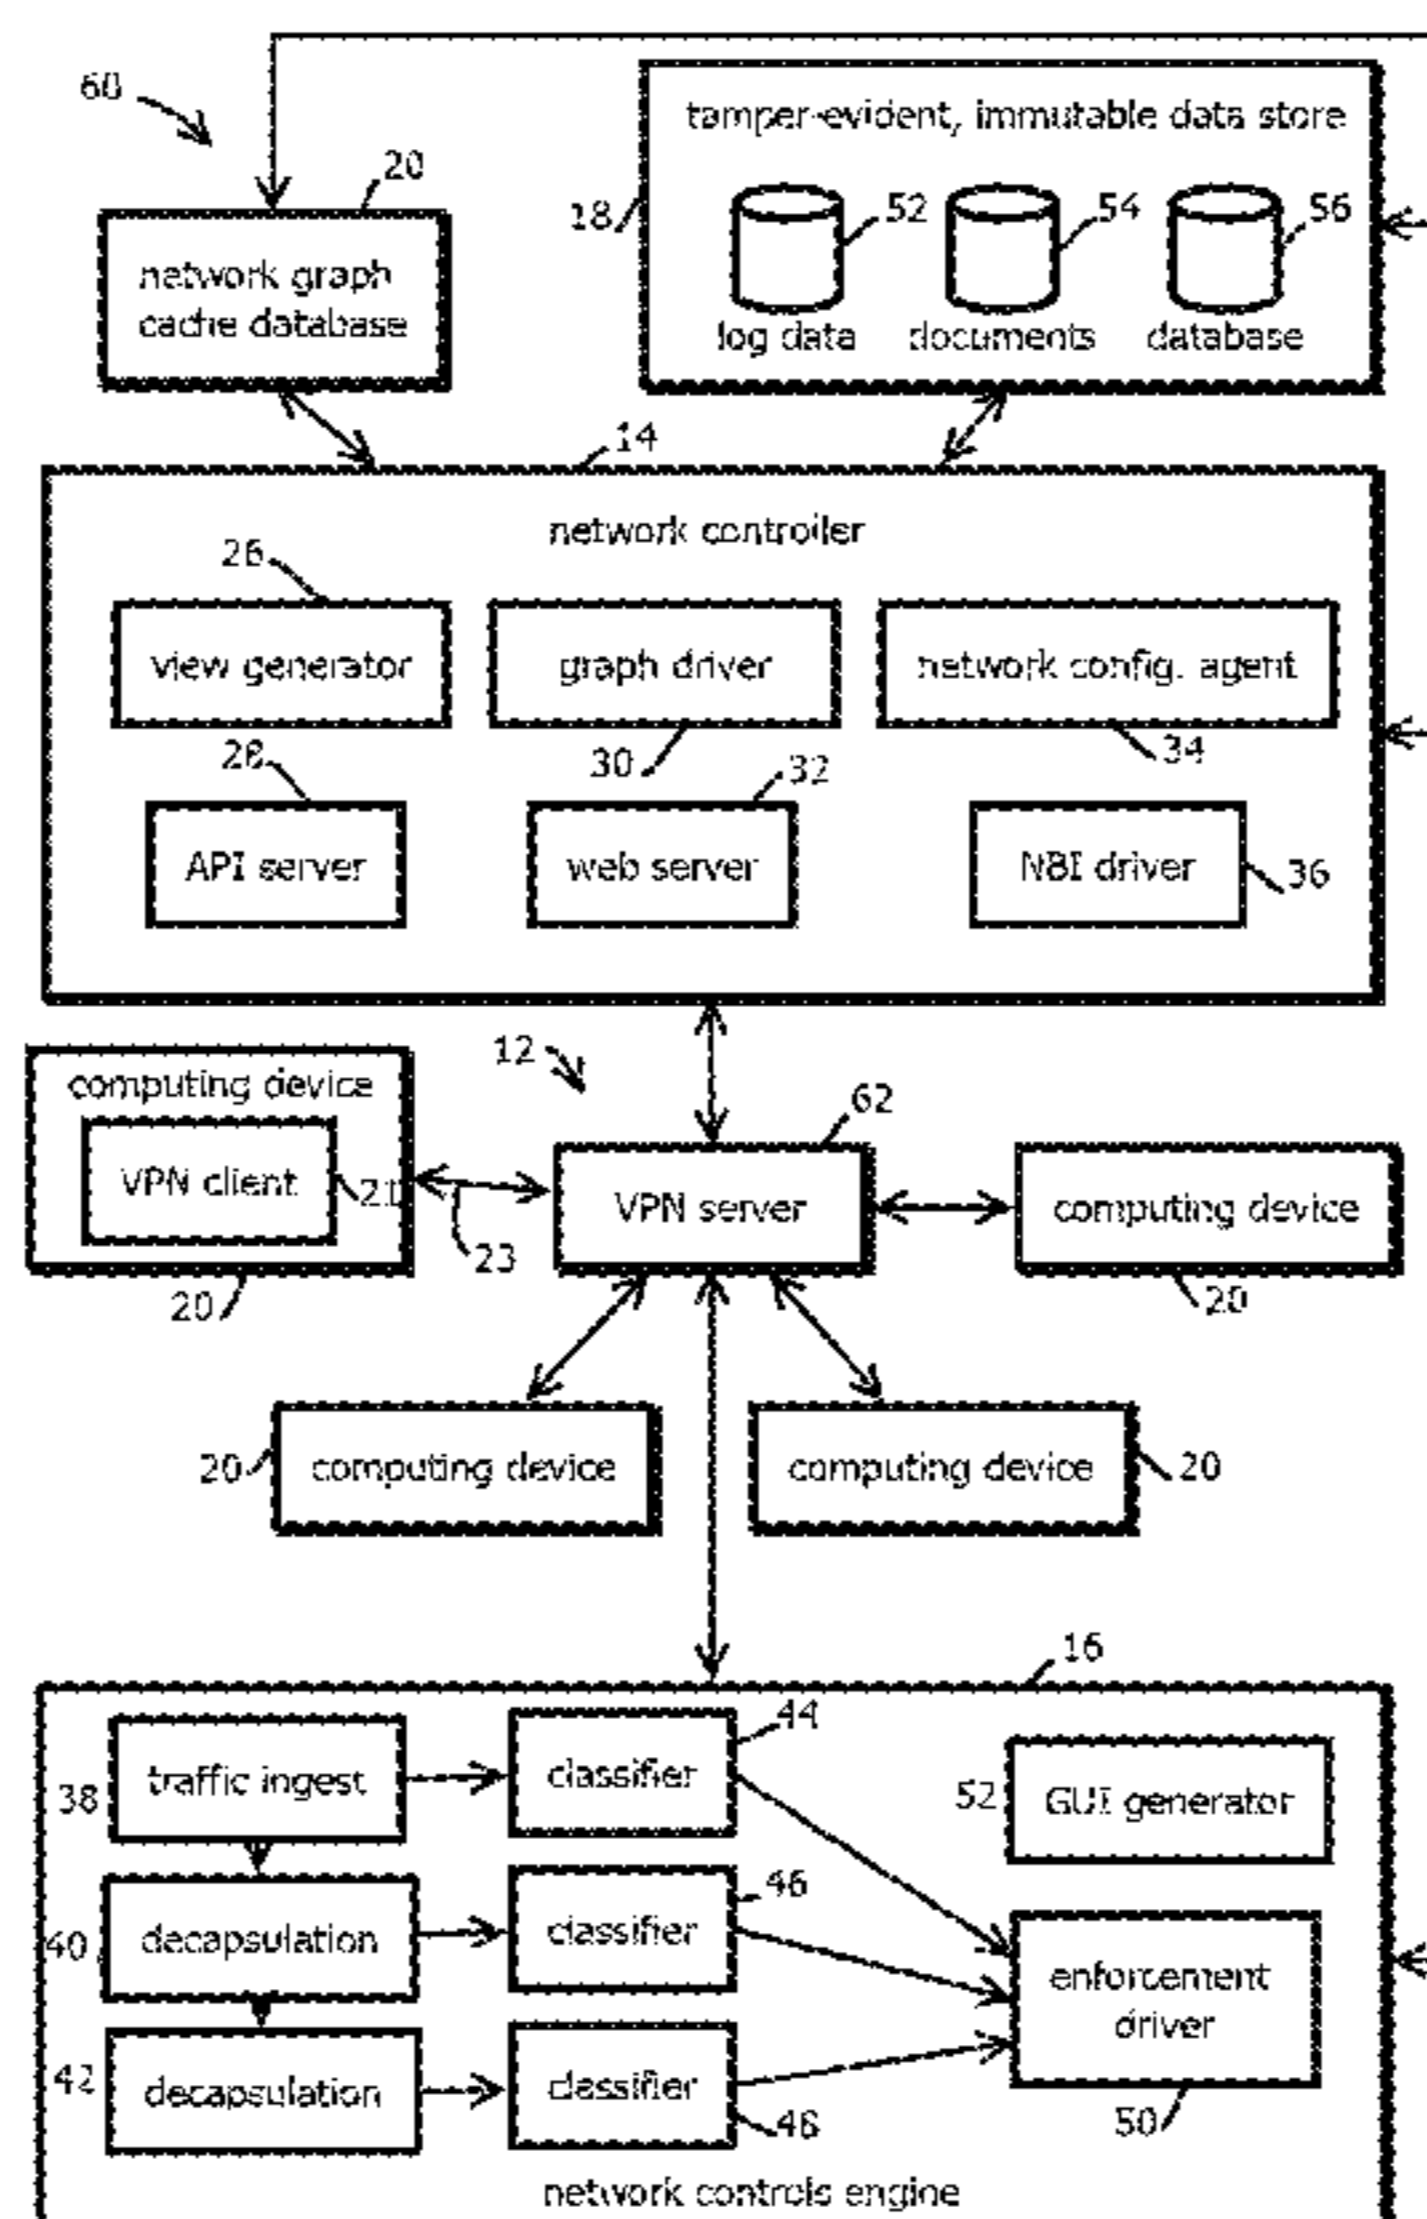 60
tamper-evident, immutable data store
20
18
52
54
56
network graph
cache database
log data
documents
database
14
network controller
26
view generator
graph driver
network config. agent
28
30
32
34
API server
web server
NBI driver
36
12
computing device
62
VPN client
21
VPN server
computing device
23
20
20
20
computing device
computing device
20
16
44
traffic ingest
classifier
38
52
GUI generator
46
decapsulation
classifier
40
enforcement
driver
42
decapsulation
classifier
48
50
network controls engine